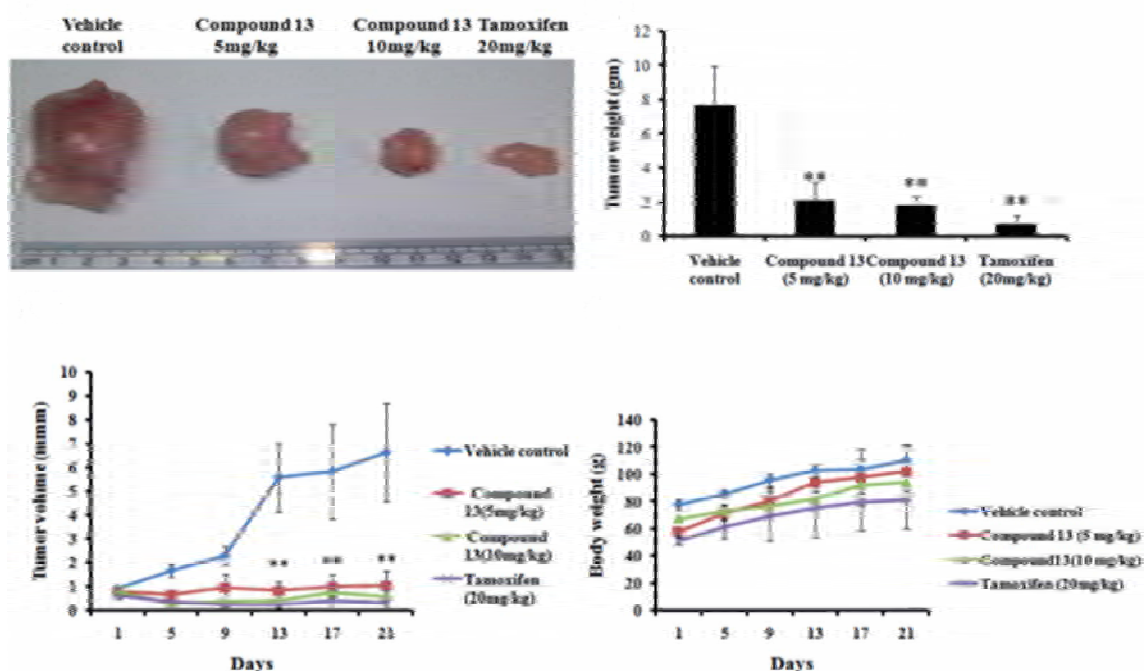 Vehicle control
Compound 13 5mg/kg
Compound 13 10mg/kg
Tamoxifen 20mg/kg
Tumor weight (gm)
12
10
8
6
4
2
0
**
**
**
Vehicle control
Compound 13 (5 mg/kg)
Compound 13 (10 mg/kg)
Tamoxifen (20mg/kg)
Tumor volume (mmm)
10
9
8
7
6
5
4
3
2
1
0
**
**
**
1 5 9 13 17 21
Days
Vehicle control
Compound 13(5mg/kg)
Compound 13(10mg/kg)
Tamoxifen (20mg/kg)
Body weight (g)
140
120
100
80
60
40
20
0
1 5 9 13 17 21
Days
Vehicle control
Compound 13 (5 mg/kg)
Compound13(10 mg/kg)
Tamoxifen (20mg/kg)